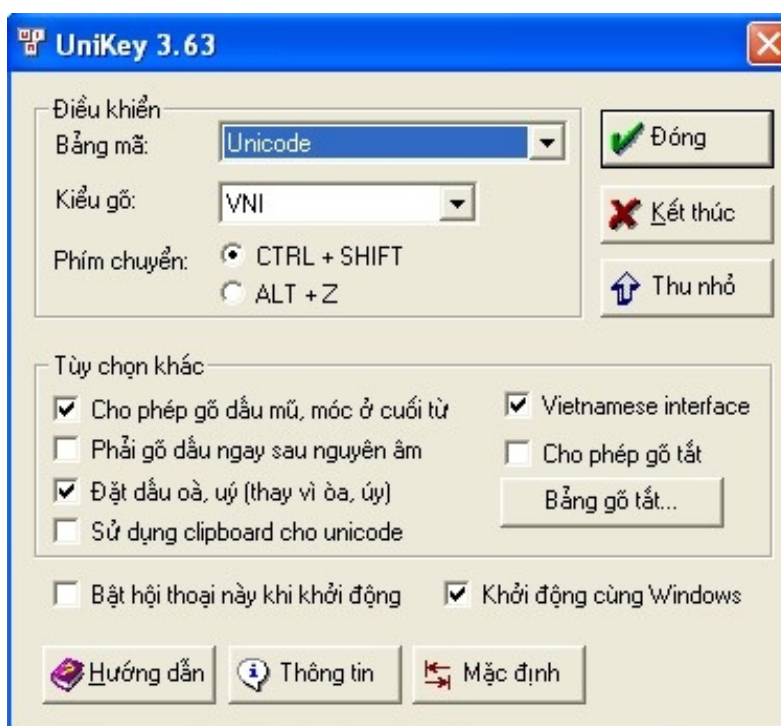 UniKey 3.63
Điều khiển
Bảng mã: Unicode
Đóng
Kiểu gõ: VNI
Kết thúc
Phím chuyển: CTRL + SHIFT
ALT + Z
Thu nhỏ
Tùy chọn khác
Cho phép gõ dấu mũ, móc ở cuối từ
Vietnamese interface
Phải gõ dấu ngay sau nguyên âm
Cho phép gõ tắt
Đặt dấu oà, uý (thay vì òa, úy)
Bảng gõ tắt...
Sử dụng clipboard cho unicode
Bật hội thoại này khi khởi động
Khởi động cùng Windows
Hướng dẫn
Thông tin
Mặc định